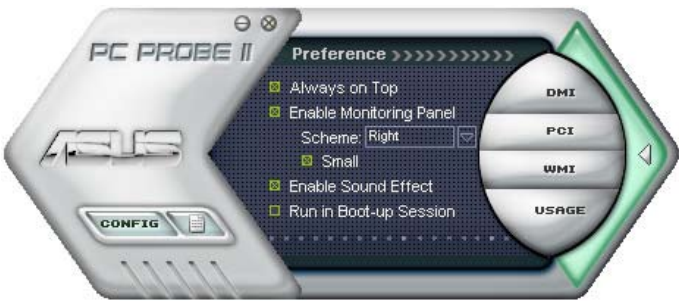 PC PROBE II
Preference >>>>>>>>>>>
Always on Top
Enable Monitoring Panel
Scheme: Right
Small
Enable Sound Effect
Run in Boot-up Session
ASUS
CONFIG
DMI
PCI
WMI
USAGE